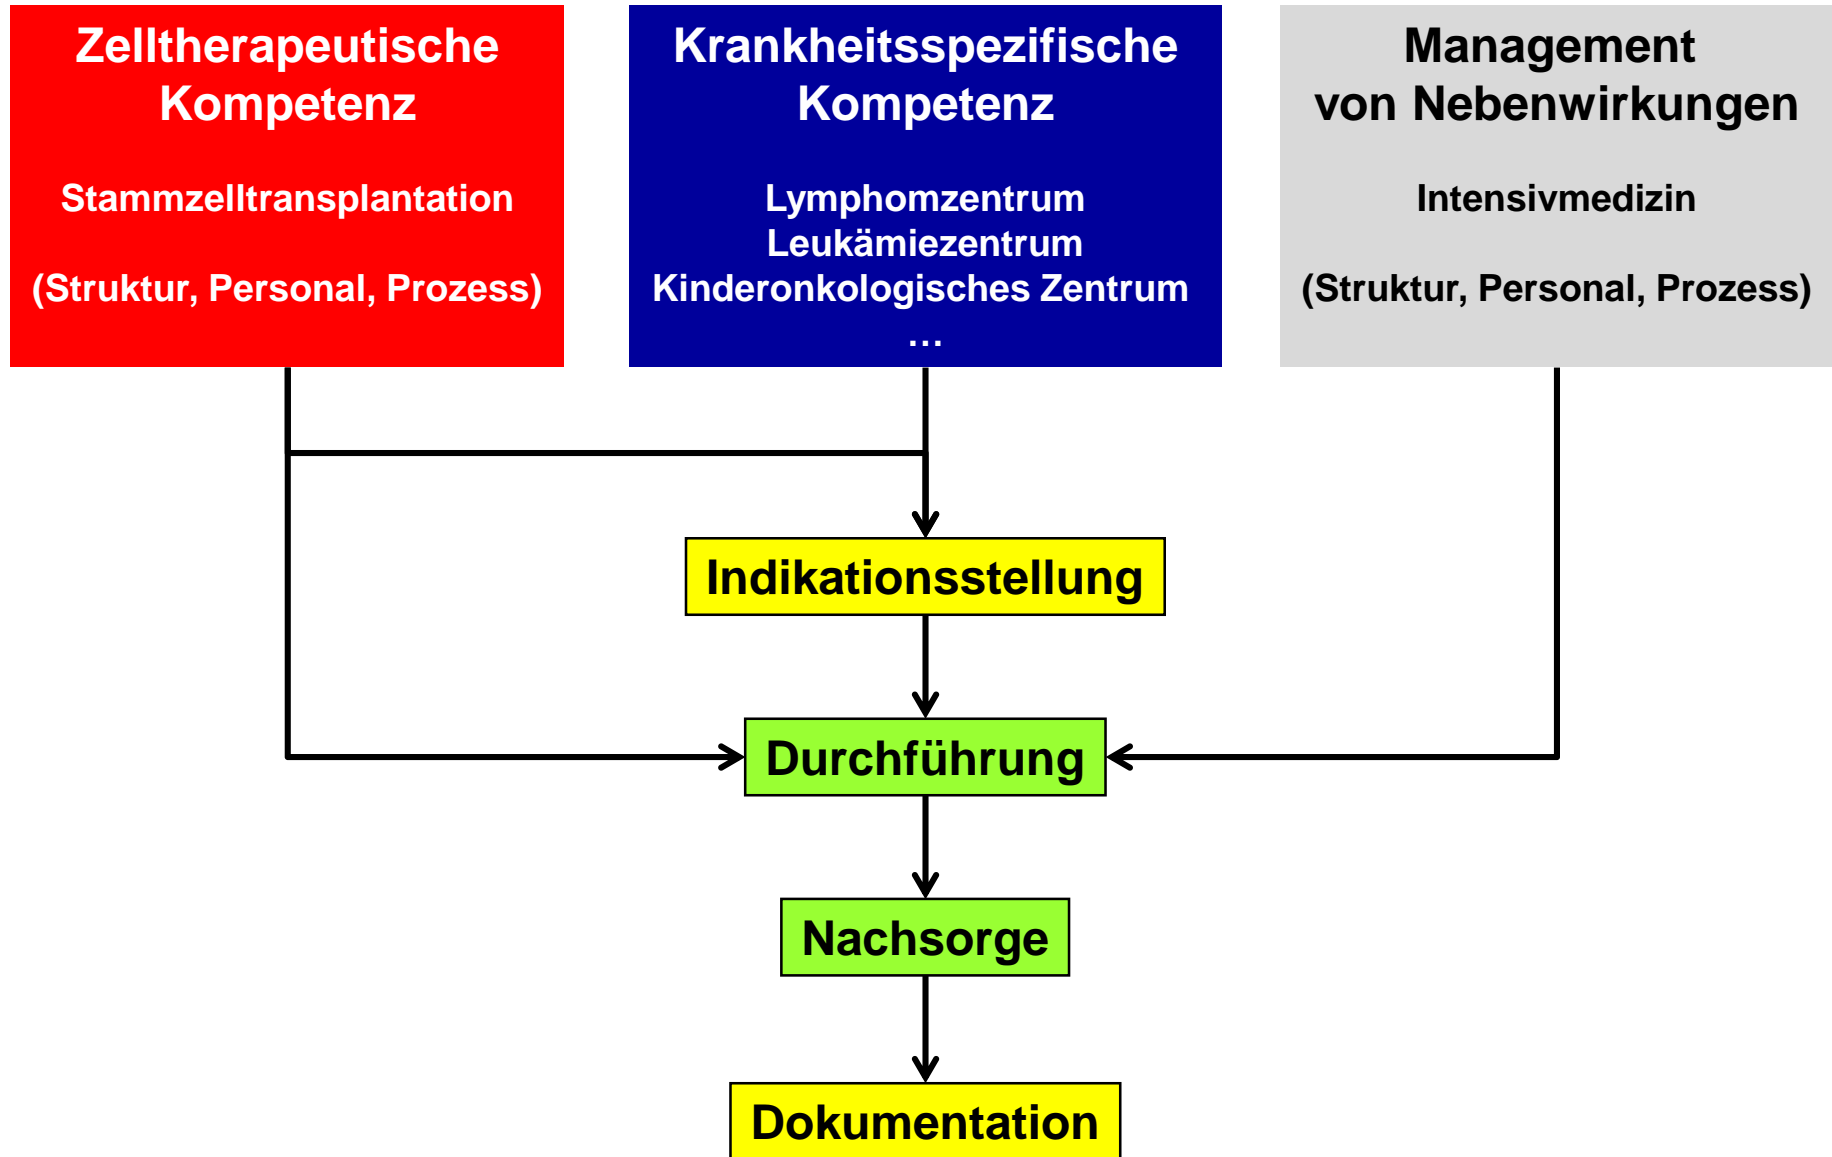 Zelltherapeutische
Kompetenz
Stammzelltransplantation
(Struktur, Personal, Prozess)
Krankheitsspezifische
Kompetenz
Lymphomzentrum
Leukämiezentrum
Kinderonkologisches Zentrum
…
Management
von Nebenwirkungen
Intensivmedizin
(Struktur, Personal, Prozess)
Indikationsstellung
Durchführung
Nachsorge
Dokumentation